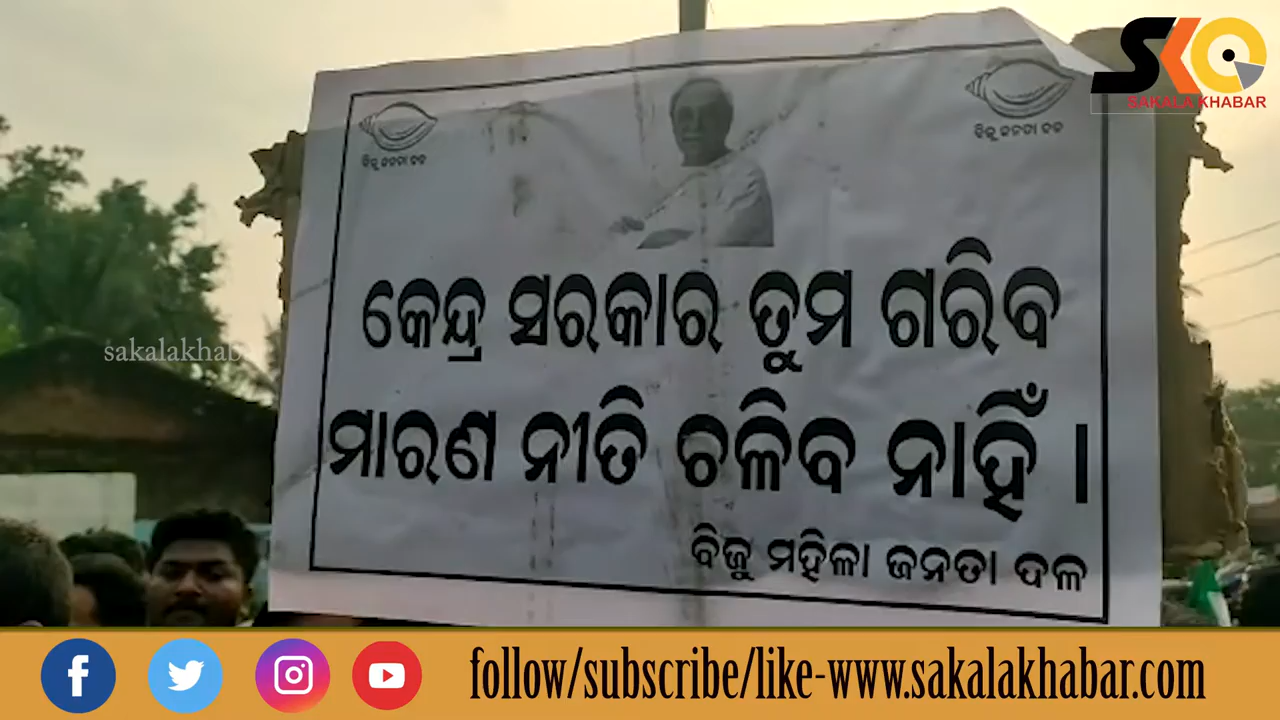 SAKALA KHABAR
ବିଜୁ ଜନତା ଦଳ
ବିଜୁ ଜନତା ଦଳ
କେନ୍ଦ୍ର ସରକାର ତୁମ ଗରିବ
ମାରଣ ନୀତି ଚଳିବ ନାହିଁ ।
ବିଜୁ ମହିଳା ଜନତା ଦଳ
sakalakhab
follow/subscribe/like-www.sakalakhabar.com